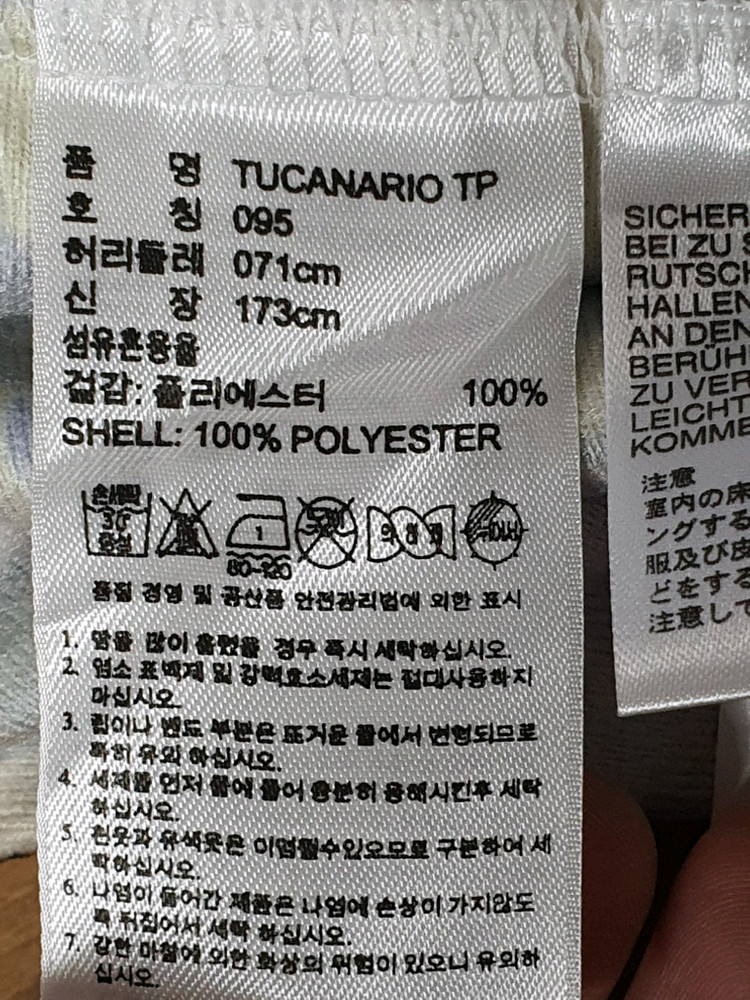 품 명 TUCANARIO TP
호 칭 095
허리둘레 071cm
신 장 173cm
섬유혼용율
겉감: 폴리에스터 100%
SHELL: 100% POLYESTER
손세탁
30°
중성
1
80~120
품질 경영 및 공산품 안전관리법에 의한 표시
1. 땀을 많이 흘렸을 경우 즉시 세탁하십시오.
2. 염소 표백제 및 강력효소세제는 절대사용하지
마십시오.
3. 립이나 밴드 부분은 뜨거운 물에서 변형되므로
특히 유의 하십시오.
4. 세제를 먼저 물에 풀어 충분히 용해시킨후 세탁
하십시오.
5. 흰옷과 유색옷은 이염될수있으므로 구분하여 세
탁하십시오.
6. 나염이 들어간 제품은 나염에 손상이 가지않도
록 뒤집어서 세탁 하십시오.
7. 강한 마찰에 의한 화상의 위험이 있으니 유의하
십시오.
SICHER
BEI ZU
RUTSCH
HALLEN
AN DEN
BERÜH
ZU VER
LEICHT
KOMME
注意
室内の床
ングする
服及び皮
どをする
注意して